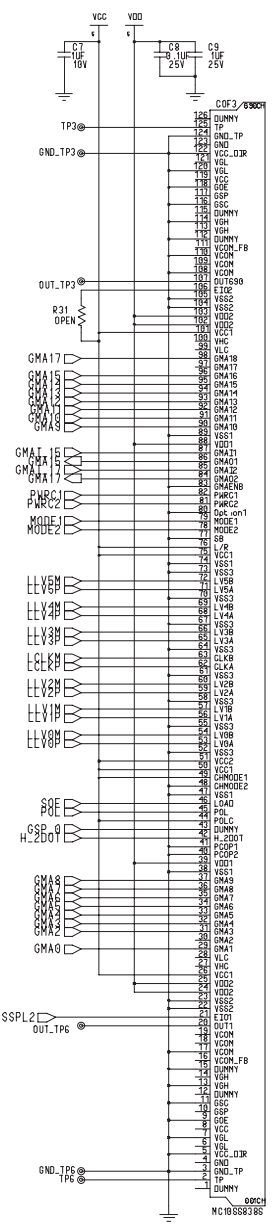 VCC VDD
C7
1UF
10V
C8
0.1UF
25V
C9
1UF
25V
COF3
G90CH
126 DUMMY
TP3 125 TP
124 GND_TP
123 GND
GND_TP3 122 VCC_DIR
121 VGL
120 VGL
119 VCC
118 GOE
117 GSP
116 GSC
115 DUMMY
114 VGH
113 VGH
112 DUMMY
111 VCOM_FB
110 VCOM
109 VCOM
108 VCOM
OUT_TP3 107 OUT690
106 EIO2
105 VSS2
104 VSS2
R31
OPEN
103 VDD2
102 VDD2
101 VCC1
100 VHC
99 VLC
GMA17 98 GMA18
97 GMA17
GMA15 96 GMA16
GMA14 95 GMA15
94 GMA14
GMA12 93 GMA13
GMA11 92 GMA12
GMA10 91 GMA11
GMA9 90 GMA10
89 VSS1
88 VDD1
GMAI_15 87 GMAI1
GMA15 86 GMAO1
GMAI_17 85 GMAI2
GMA17 84 GMAO2
83 GMAENB
PWRC1 82 PWRC1
PWRC2 81 PWRC2
80 Option1
MODE1 79 MODE1
MODE2 78 MODE2
77 SB
76 L/R
75 VCC1
74 VSS1
73 VSS3
LLV5M 72 LV5B
LLV5P 71 LV5A
70 VSS3
LLV4M 69 LV4B
LLV4P 68 LV4A
67 VSS3
LLV3M 66 LV3B
LLV3P 65 LV3A
64 VSS3
LCLKM 63 CLKB
LCLKP 62 CLKA
61 VSS3
LLV2M 60 LV2B
LLV2P 59 LV2A
58 VSS3
LLV1M 57 LV1B
LLV1P 56 LV1A
55 VSS3
LLV0M 54 LV0B
LLV0P 53 LV0A
52 VSS3
51 VCC2
50 VCC1
49 CHMODE1
48 CHMODE2
47 VSS1
SOE 46 LOAD
POL 45 POL
44 POLC
GSP_0 43 DUMMY
H_2DOT 42 H_2DOT
41 PCOP1
40 PCOP2
39 VDD1
38 VSS1
GMA8 37 GMA9
GMA7 36 GMA8
GMA6 35 GMA7
GMA5 34 GMA6
GMA4 33 GMA5
GMA3 32 GMA4
GMA2 31 GMA3
30 GMA2
GMA0 29 GMA1
28 VLC
27 VHC
26 VCC1
25 VDD2
24 VDD2
23 VSS2
22 VSS2
SSPL2 21 EIO1
OUT_TP6 20 OUT1
19 VCOM
18 VCOM
17 VCOM
16 VCOM_FB
15 DUMMY
14 VGH
13 VGH
12 DUMMY
11 GSC
10 GSP
9 GOE
8 VCC
7 VGL
6 VGL
5 VCC_DIR
4 GND
GND_TP6 3 GND_TP
TP6 2 TP
1 DUMMY
001CH